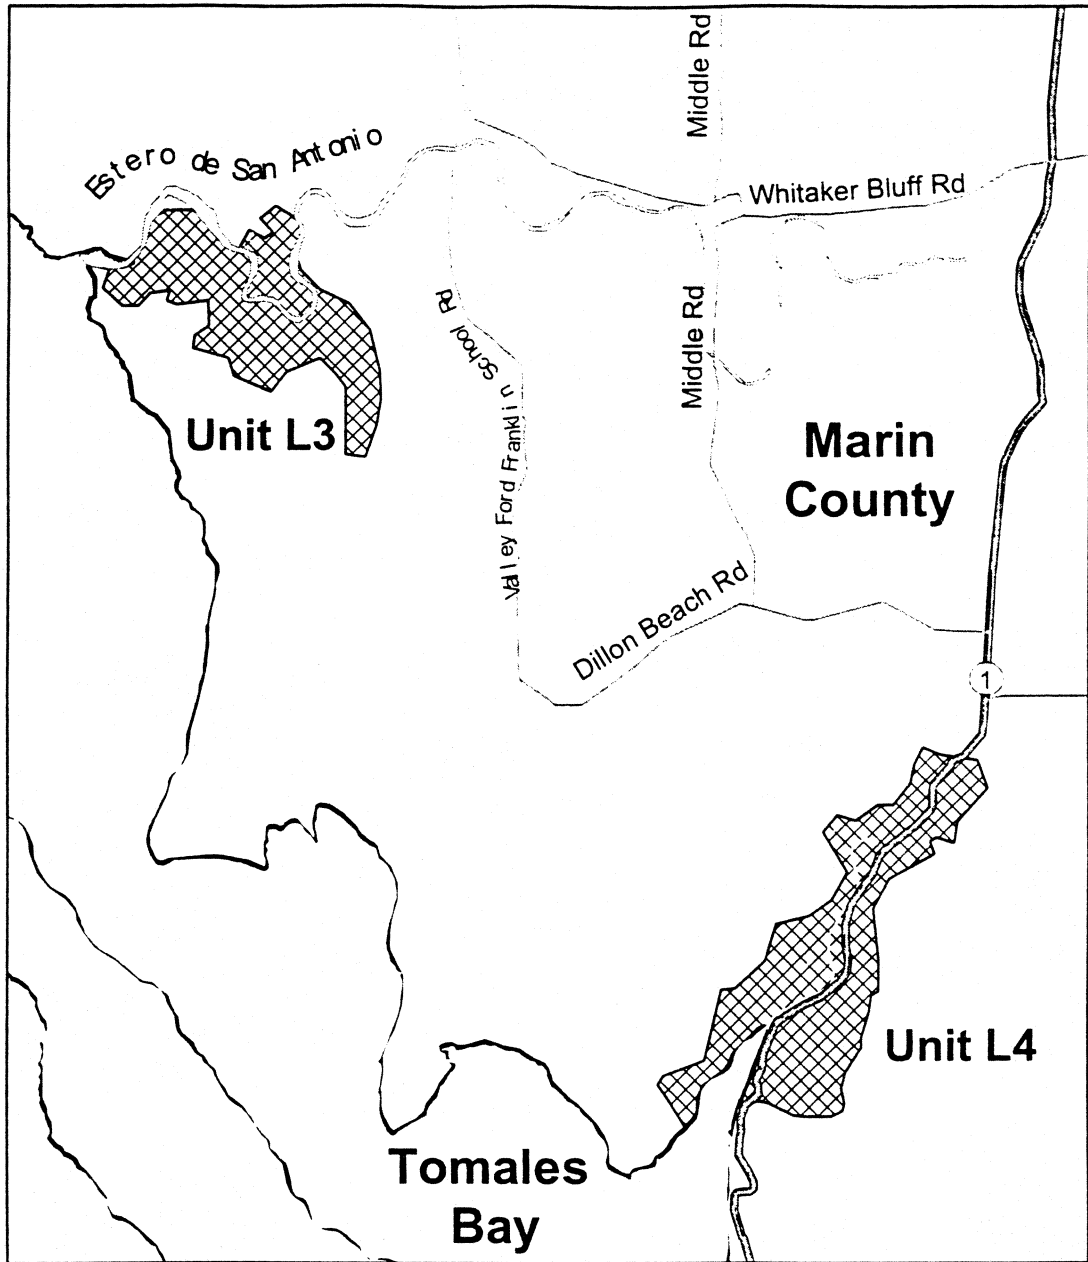 Middle Rd
Estero de San Antonio
Whitaker Bluff Rd
Valley Ford Franklin School Rd
Middle Rd
Unit L3
Marin
County
Dillon Beach Rd
1
Unit L4
Tomales
Bay